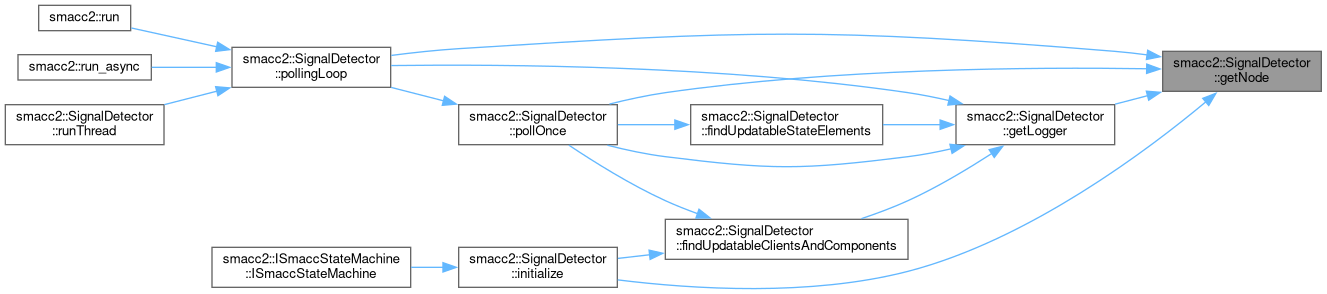 smacc2::run
smacc2::run_async
smacc2::SignalDetector
::runThread
smacc2::SignalDetector
::pollingLoop
smacc2::ISmaccStateMachine
::ISmaccStateMachine
smacc2::SignalDetector
::pollOnce
smacc2::SignalDetector
::initialize
smacc2::SignalDetector
::findUpdatableStateElements
smacc2::SignalDetector
::findUpdatableClientsAndComponents
smacc2::SignalDetector
::getLogger
smacc2::SignalDetector
::getNode